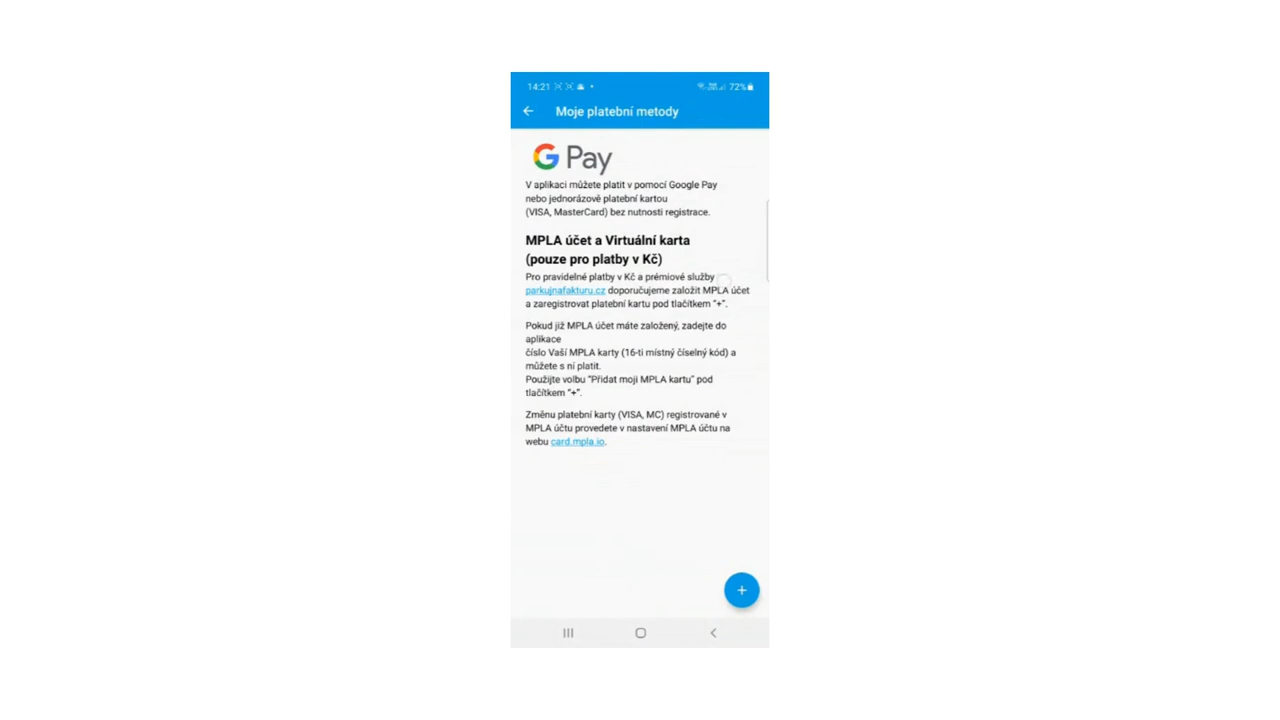 14:21
72%
Moje platební metody
G Pay
V aplikaci můžete platit v pomocí Google Pay
nebo jednorázově platební kartou
(VISA, MasterCard) bez nutnosti registrace.
MPLA účet a Virtuální karta
(pouze pro platby v Kč)
Pro pravidelné platby v Kč a prémiové služby
parkujnafakturu.cz doporučujeme založit MPLA účet
a zaregistrovat platební kartu pod tlačítkem "+".
Pokud již MPLA účet máte založený, zadejte do
aplikace
číslo Vaší MPLA karty (16-ti místný číselný kód) a
můžete s ní platit.
Použijte volbu "Přidat moji MPLA kartu" pod
tlačítkem "+".
Změnu platební karty (VISA, MC) registrované v
MPLA účtu provedete v nastavení MPLA účtu na
webu card.mpla.io.
+